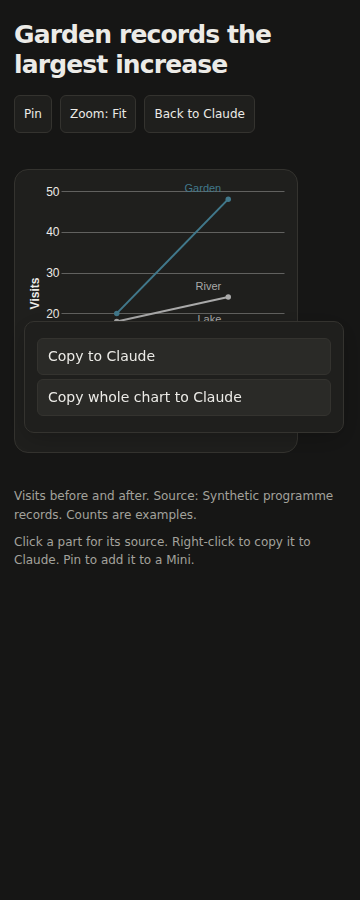 Garden records the
largest increase
Pin
Zoom: Fit
Back to Claude
Garden
50
40
River
30
Visits
20
Lake
Copy to Claude
Copy whole chart to Claude
Visits before and after. Source: Synthetic programme
records. Counts are examples.
Click a part for its source. Right-click to copy it to
Claude. Pin to add it to a Mini.